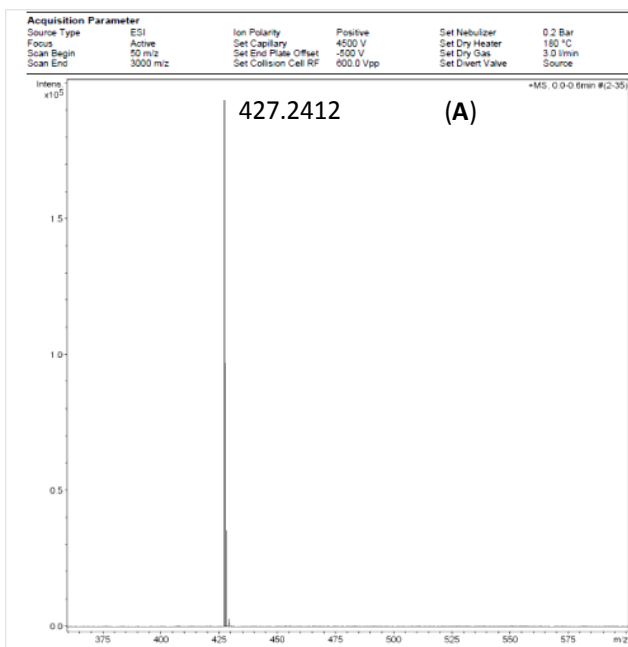 Acquisition Parameter
Source Type ESI Ion Polarity Positive Set Nebulizer 0.2 Bar
Focus Active Set Capillary 4500 V Set Dry Heater 180 °C
Scan Begin 50 m/z Set End Plate Offset -500 V Set Dry Gas 3.0 l/min
Scan End 3000 m/z Set Collision Cell RF 600.0 Vpp Set Divert Valve Source
Intens.
x10⁵
+MS, 0.0-0.6min #(2-35)
427.2412 (A)
1.5
1.0
0.5
0.0
375 400 425 450 475 500 525 550 575 m/z